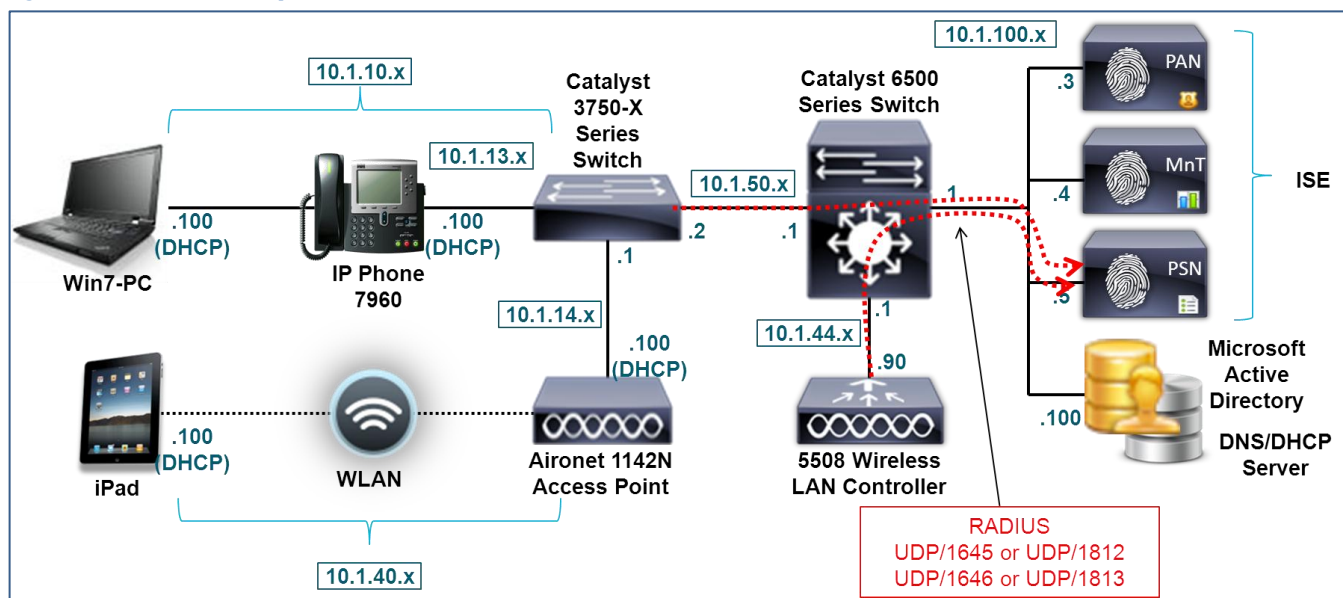 10.1.100.x
10.1.10.x
Catalyst
3750-X
Series
Switch
Catalyst 6500
Series Switch
PAN
.3
10.1.13.x
10.1.50.x
MnT
.4
ISE
.1
.100
(DHCP)
.100
(DHCP)
.2
.1
PSN
.5
Win7-PC
IP Phone
7960
.1
10.1.14.x
.1
10.1.44.x
.90
.100
(DHCP)
Microsoft
Active
Directory
.100
DNS/DHCP
Server
.100
(DHCP)
iPad
WLAN
Aironet 1142N
Access Point
5508 Wireless
LAN Controller
RADIUS
UDP/1645 or UDP/1812
UDP/1646 or UDP/1813
10.1.40.x